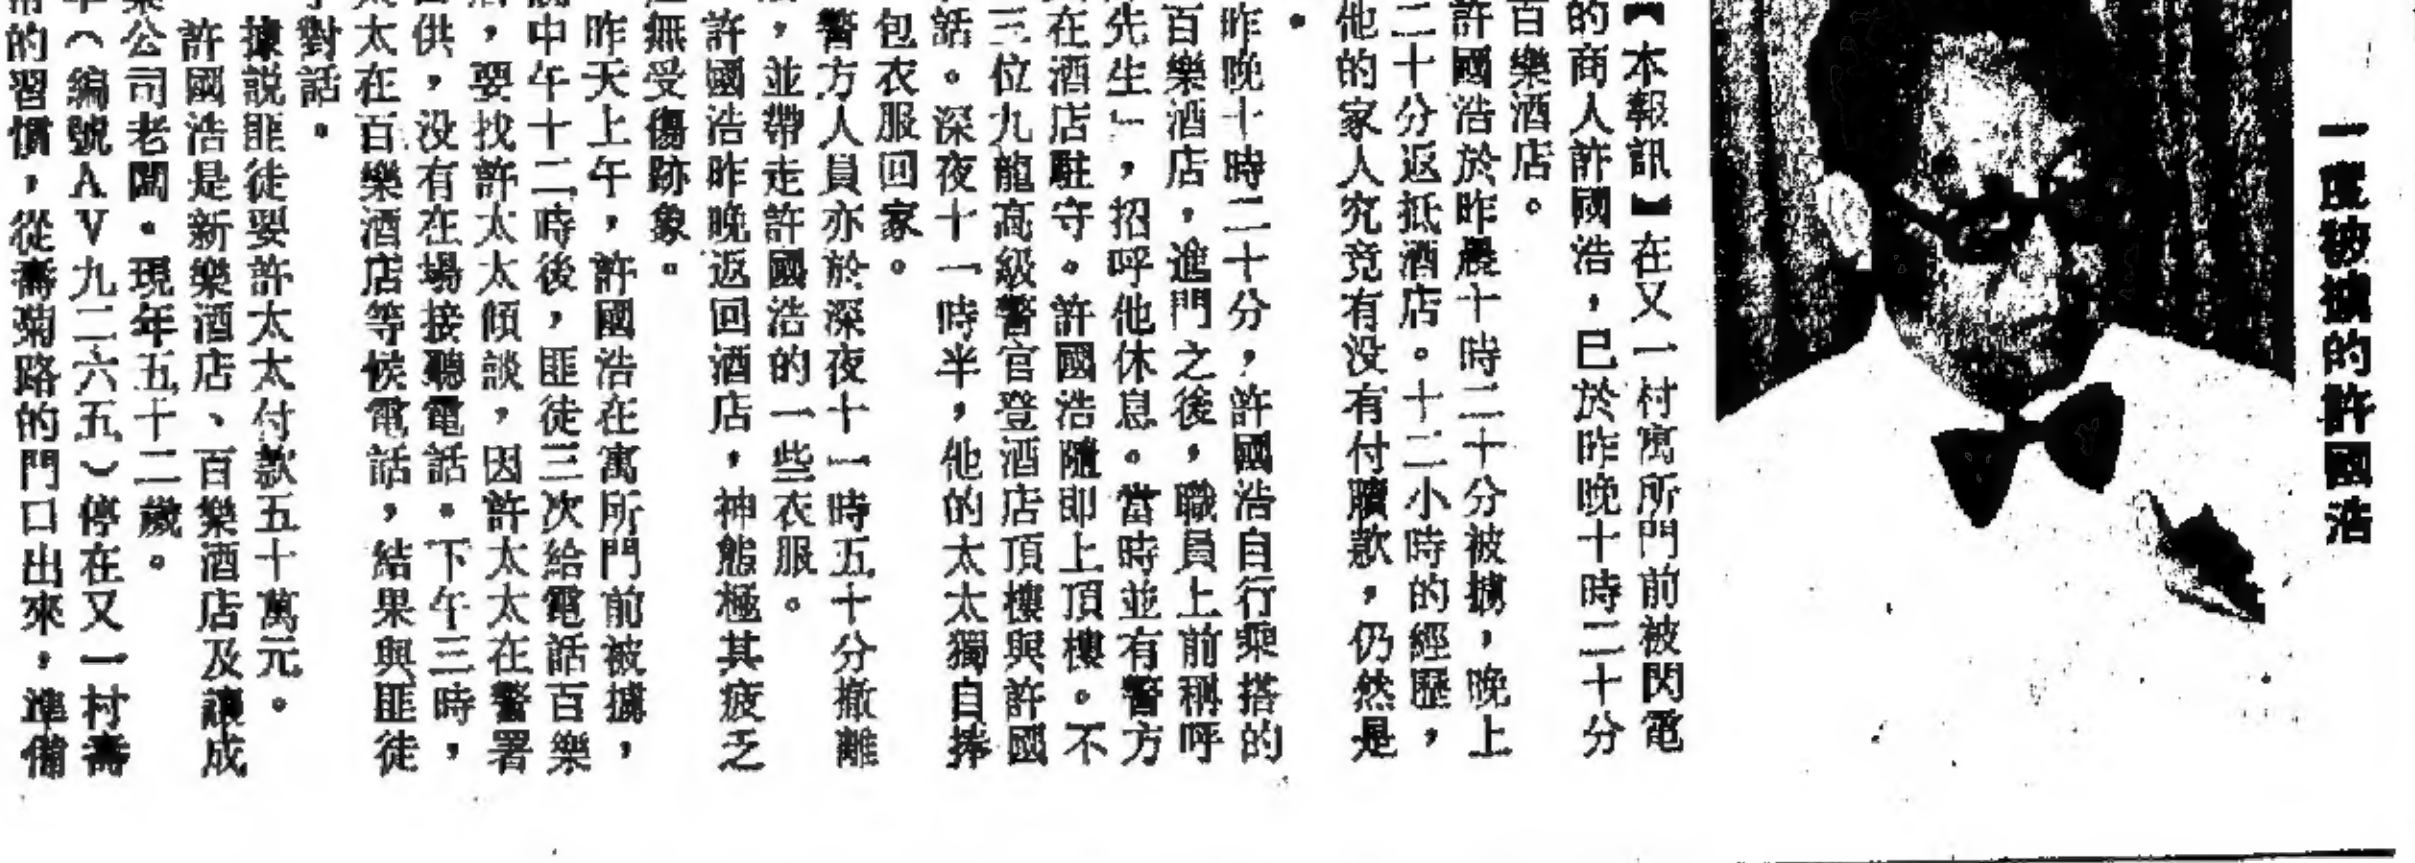 一度被擄的許國浩
【本報訊】在又一村寓所門前被閃電
的商人許國浩，已於昨晚十時二十分
百樂酒店。
許國浩於昨晨十時二十分被擄，晚上
二十分返抵酒店。十二小時的經歷，
他的家人究竟有没有付贖款，仍然是
。
昨晚十時二十分，許國浩自行乘搭的
百樂酒店，進門之後，職員上前稱呼
先生」，招呼他休息。當時並有警方
在酒店駐守。許國浩隨即上頂樓。不
三位九龍高級警官登酒店頂樓與許國
話。深夜十一時半，他的太太獨自捧
包衣服回家。
警方人員亦於深夜十一時五十分撤離
，並帶走許國浩的一些衣服。
許國浩昨晚返回酒店，神態極其疲乏
無受傷跡象。
昨天上午，許國浩在寓所門前被擄，
中午十二時後，匪徒三次給電話百樂
，要找許太太傾談，因許太太在警署
供，没有在場接聽電話。下午三時，
太在百樂酒店等候電話，結果與匪徒
對話。
據説匪徒要許太太付款五十萬元。
許國浩是新樂酒店、百樂酒店及讓成
公司老闆。現年五十二歲。
（編號AV九二六五）停在又一村壽
的習慣，從壽菊路的門口出來，準備